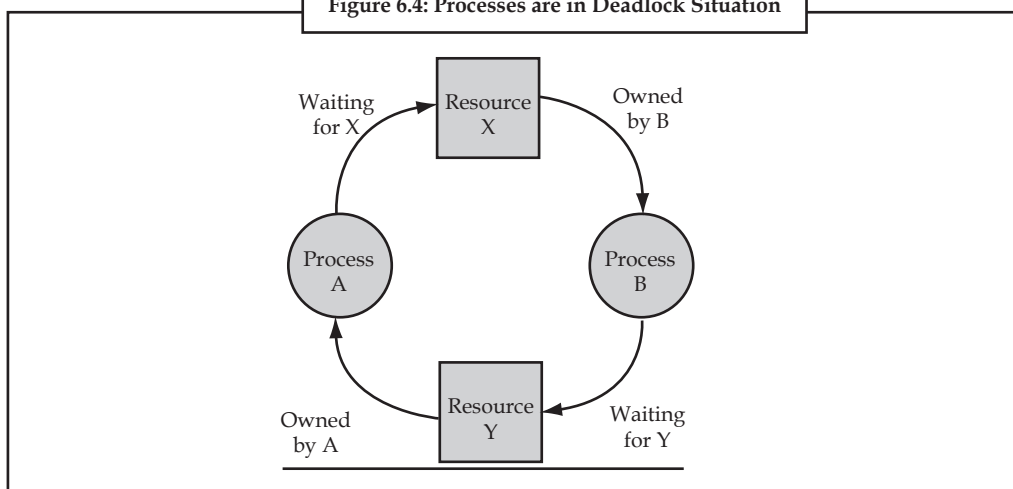 Figure 6.4: Processes are in Deadlock Situation
Waiting
for X
Resource
X
Owned
by B
Process
A
Process
B
Owned
by A
Resource
Y
Waiting
for Y